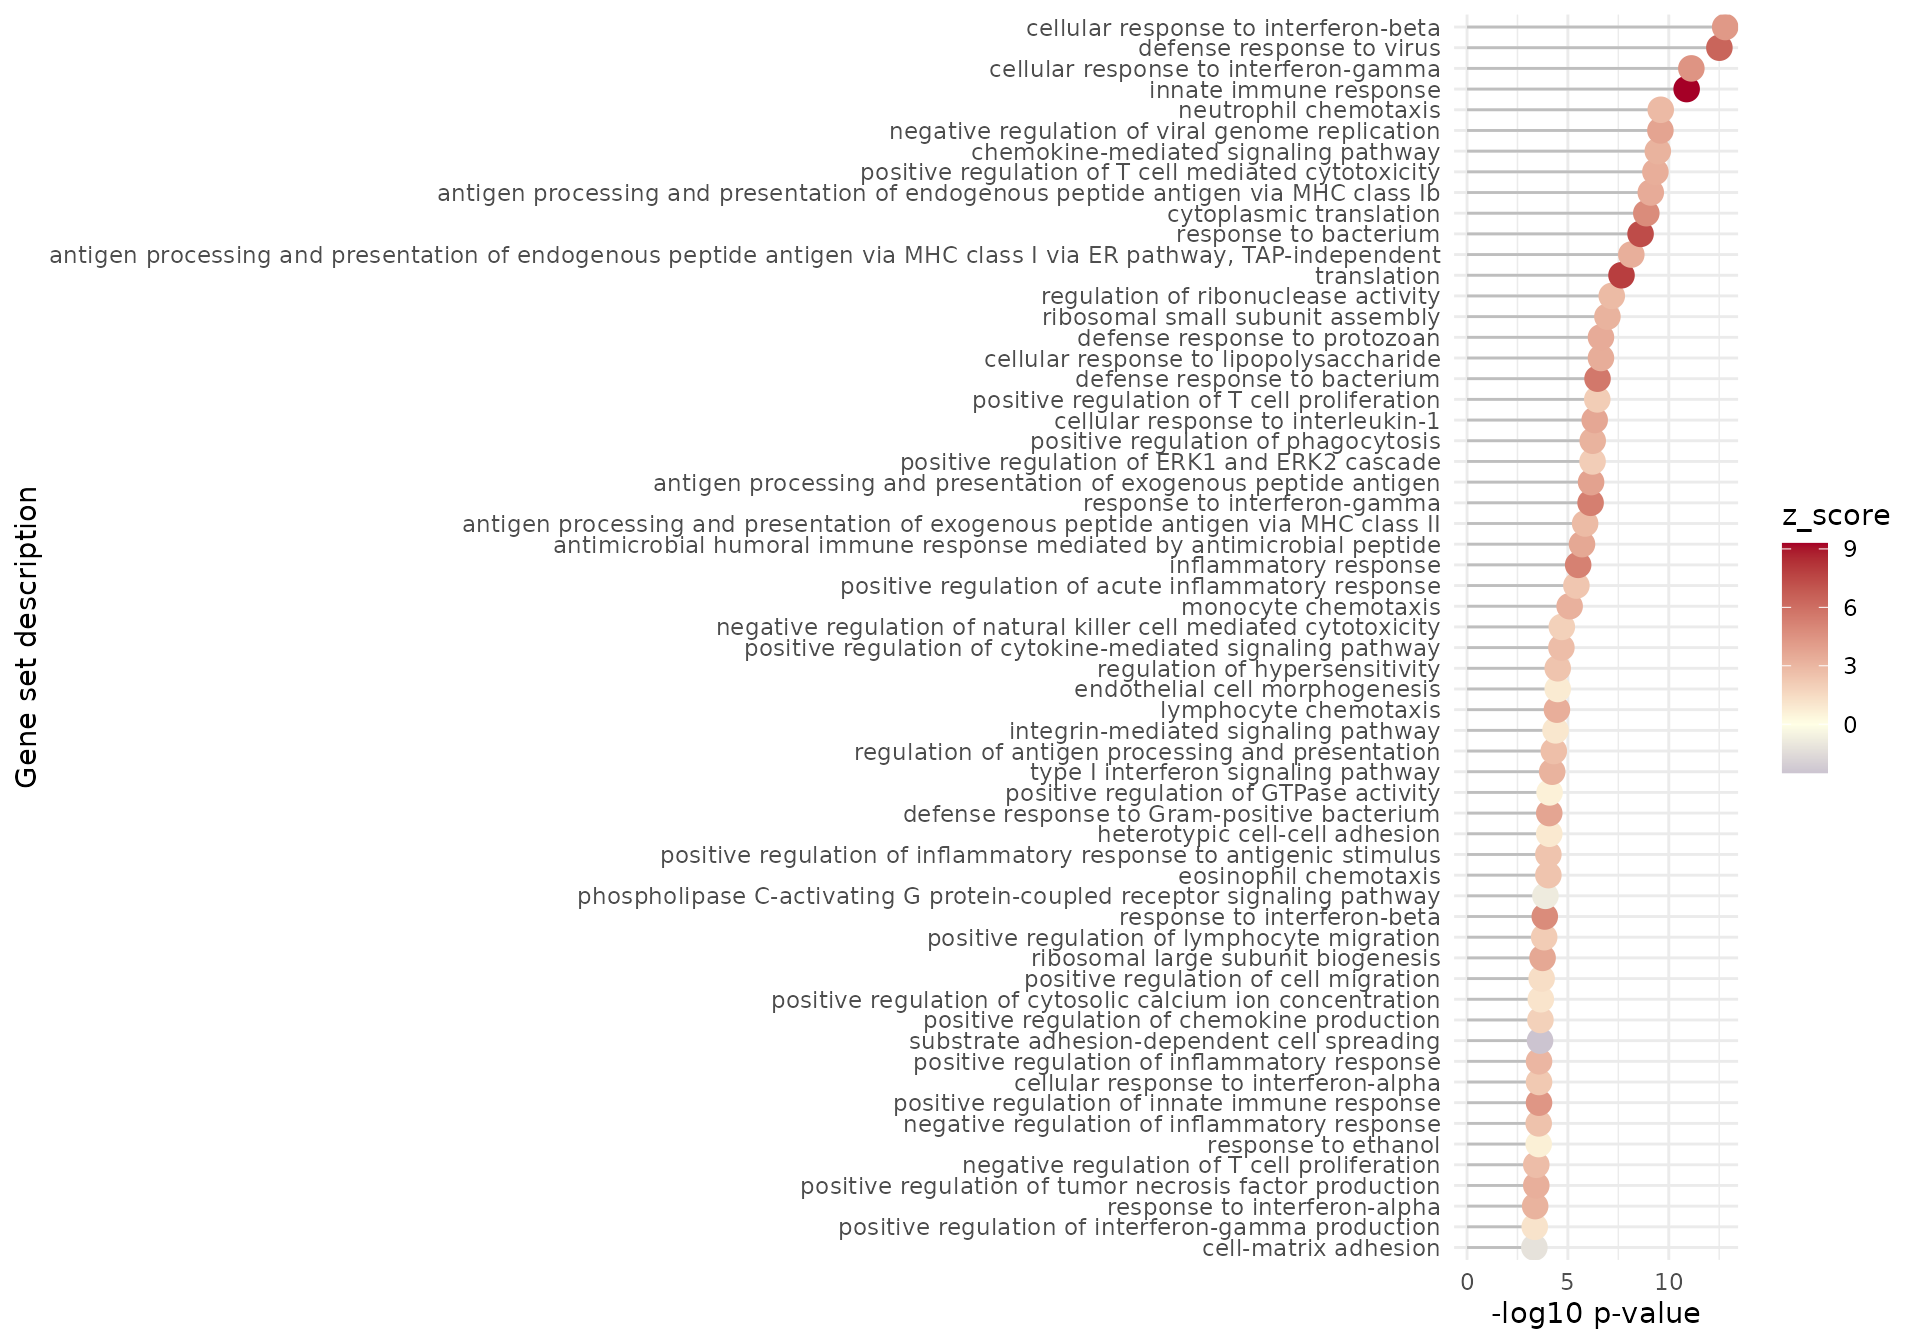 cellular response to interferon-beta
defense response to virus
cellular response to interferon-gamma
innate immune response
neutrophil chemotaxis
negative regulation of viral genome replication
chemokine-mediated signaling pathway
positive regulation of T cell mediated cytotoxicity
antigen processing and presentation of endogenous peptide antigen via MHC class Ib
cytoplasmic translation
response to bacterium
antigen processing and presentation of endogenous peptide antigen via MHC class I via ER pathway, TAP-independent
translation
regulation of ribonuclease activity
ribosomal small subunit assembly
defense response to protozoan
cellular response to lipopolysaccharide
defense response to bacterium
positive regulation of T cell proliferation
cellular response to interleukin-1
positive regulation of phagocytosis
positive regulation of ERK1 and ERK2 cascade
antigen processing and presentation of exogenous peptide antigen
response to interferon-gamma
antigen processing and presentation of exogenous peptide antigen via MHC class II
antimicrobial humoral immune response mediated by antimicrobial peptide
inflammatory response
positive regulation of acute inflammatory response
monocyte chemotaxis
negative regulation of natural killer cell mediated cytotoxicity
positive regulation of cytokine-mediated signaling pathway
regulation of hypersensitivity
endothelial cell morphogenesis
lymphocyte chemotaxis
integrin-mediated signaling pathway
regulation of antigen processing and presentation
type I interferon signaling pathway
positive regulation of GTPase activity
defense response to Gram-positive bacterium
heterotypic cell-cell adhesion
positive regulation of inflammatory response to antigenic stimulus
eosinophil chemotaxis
phospholipase C-activating G protein-coupled receptor signaling pathway
response to interferon-beta
positive regulation of lymphocyte migration
ribosomal large subunit biogenesis
positive regulation of cell migration
positive regulation of cytosolic calcium ion concentration
positive regulation of chemokine production
substrate adhesion-dependent cell spreading
positive regulation of inflammatory response
cellular response to interferon-alpha
positive regulation of innate immune response
negative regulation of inflammatory response
response to ethanol
negative regulation of T cell proliferation
positive regulation of tumor necrosis factor production
response to interferon-alpha
positive regulation of interferon-gamma production
cell-matrix adhesion
Gene set description
0 5 10
-log10 p-value
z_score
9
6
3
0